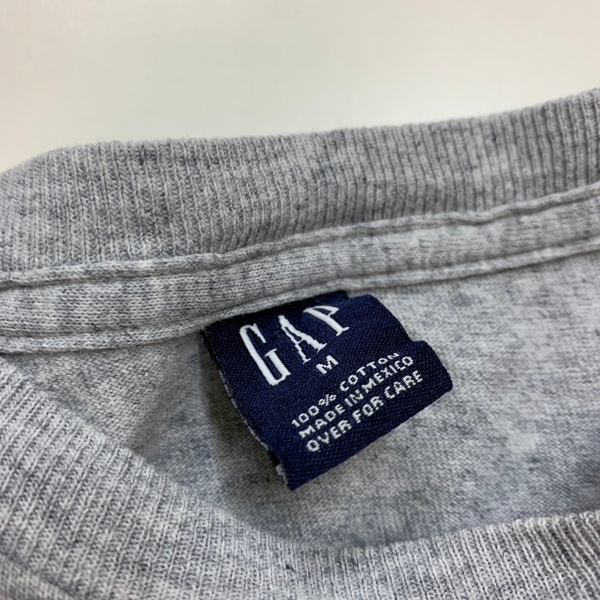 GAP
M
100% COTTON
MADE IN MEXICO
OVER FOR CARE